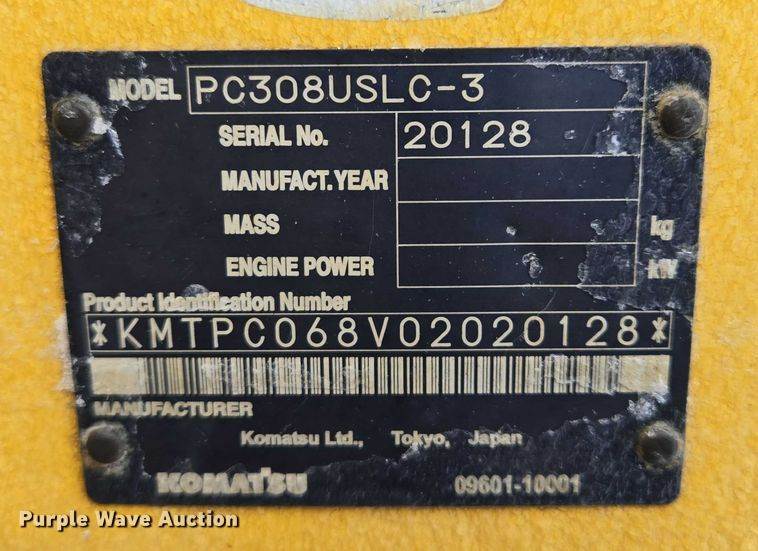 MODEL PC308USLC-3
SERIAL No. 20128
MANUFACT.YEAR
MASS kg
ENGINE POWER kW
Product Identification Number
*KMTPC068V02020128*
MANUFACTURER
Komatsu Ltd., Tokyo, Japan
KOMATSU 09601-10001
Purple Wave Auction